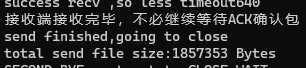 success recv ,so less timeout640
接收端接收完毕，不必继续等待ACK确认包
send finished,going to close
total send file size:1857353 Bytes